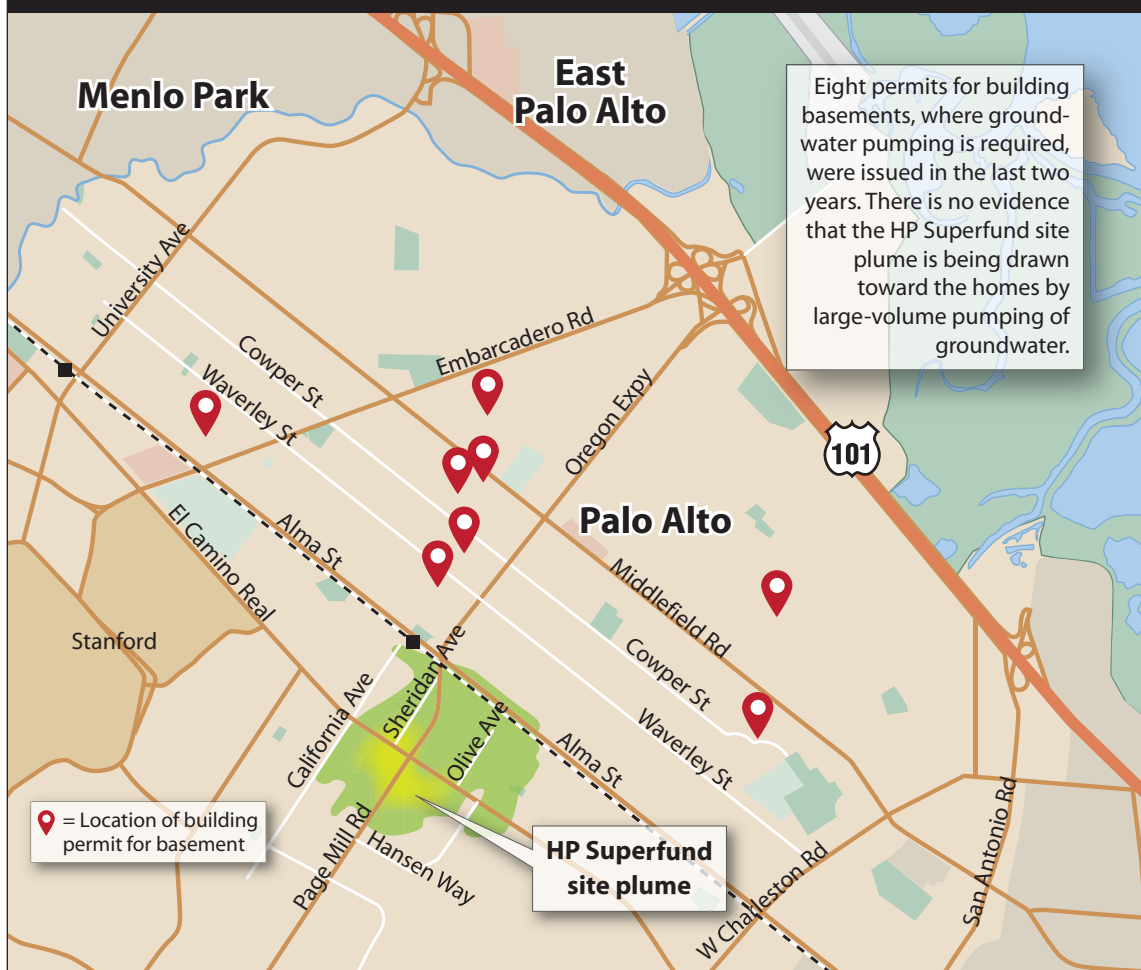 Menlo Park
East
Palo Alto
Eight permits for building
basements, where ground-
water pumping is required,
were issued in the last two
years. There is no evidence
that the HP Superfund site
plume is being drawn
toward the homes by
large-volume pumping of
groundwater.
University Ave
Cowper St
Waverley St
Embarcadero Rd
Oregon Expy
101
Palo Alto
El Camino Real
Alma St
Middlefield Rd
Stanford
Cowper St
Waverley St
California Ave
Sheridan Ave
Olive Ave
Alma St
= Location of building
permit for basement
Page Mill Rd
Hansen Way
HP Superfund
site plume
W Charleston Rd
San Antonio Rd